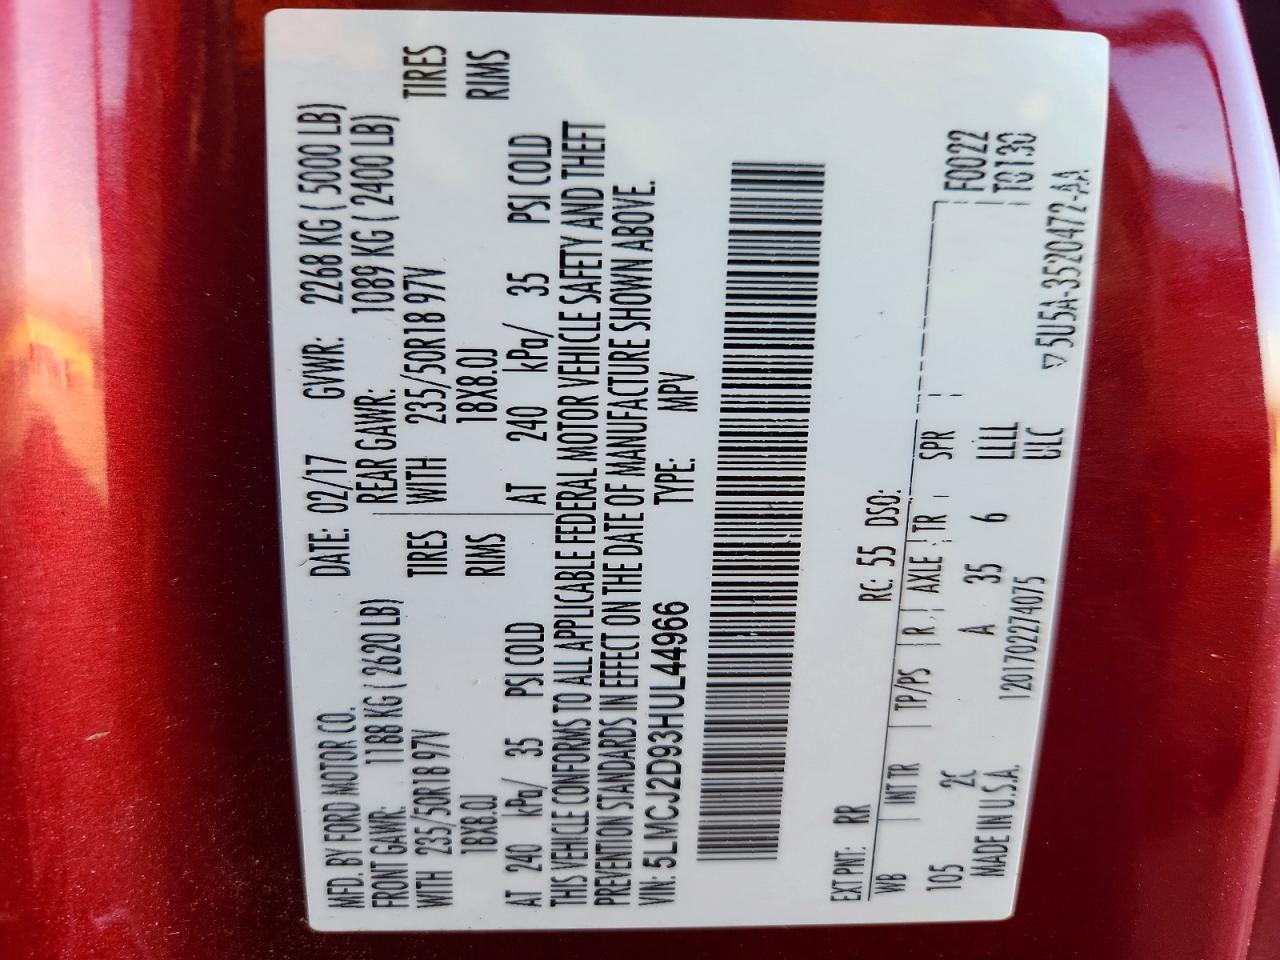 MFD. BY FORD MOTOR CO.
DATE: 02/17 GVWR: 2268 KG ( 5000 LB)
FRONT GAWR: 1188 KG ( 2620 LB) REAR GAWR: 1089 KG ( 2400 LB)
WITH 235/50R18 97V TIRES WITH 235/50R18 97V TIRES
18X8.0J RIMS 18X8.0J RIMS
AT 240 kPa/ 35 PSI COLD AT 240 kPa/ 35 PSI COLD
THIS VEHICLE CONFORMS TO ALL APPLICABLE FEDERAL MOTOR VEHICLE SAFETY AND THEFT
PREVENTION STANDARDS IN EFFECT ON THE DATE OF MANUFACTURE SHOWN ABOVE.
VIN: 5LMCJ2D93HUL44966 TYPE: MPV
EXT PNT: RR RC: 55 DSO:
WB INT TR TP/PS R AXLE TR SPR F0022
105 2C A 35 6 LLLL T0130
MADE IN U.S.A. 1201702274075 ULC
▽5U5A-3520472-AA